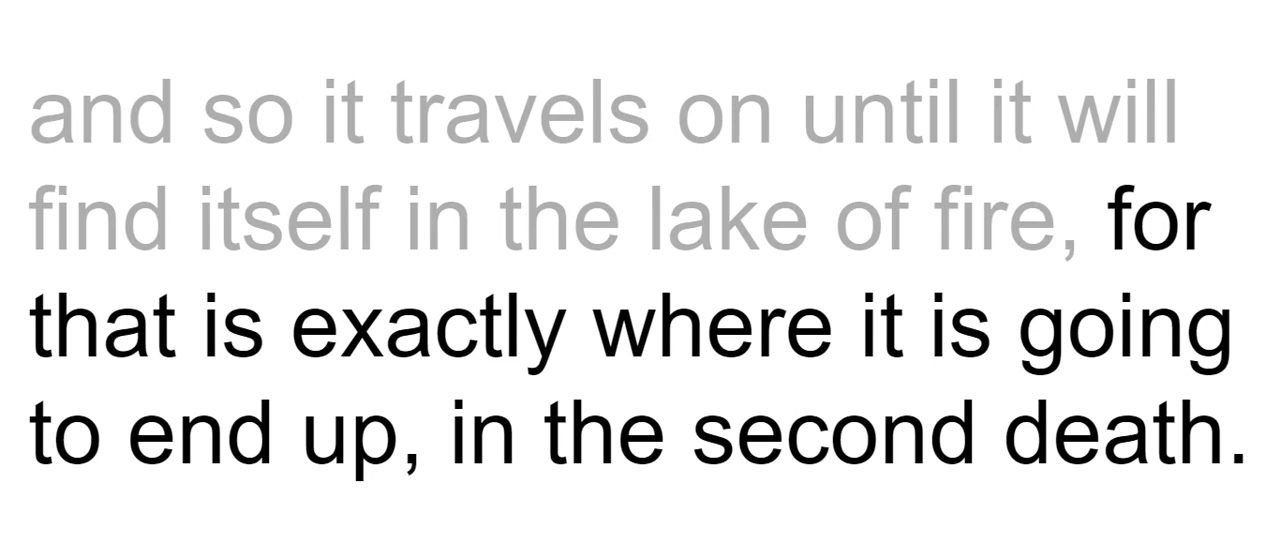 and so it travels on until it will
find itself in the lake of fire, for
that is exactly where it is going
to end up, in the second death.